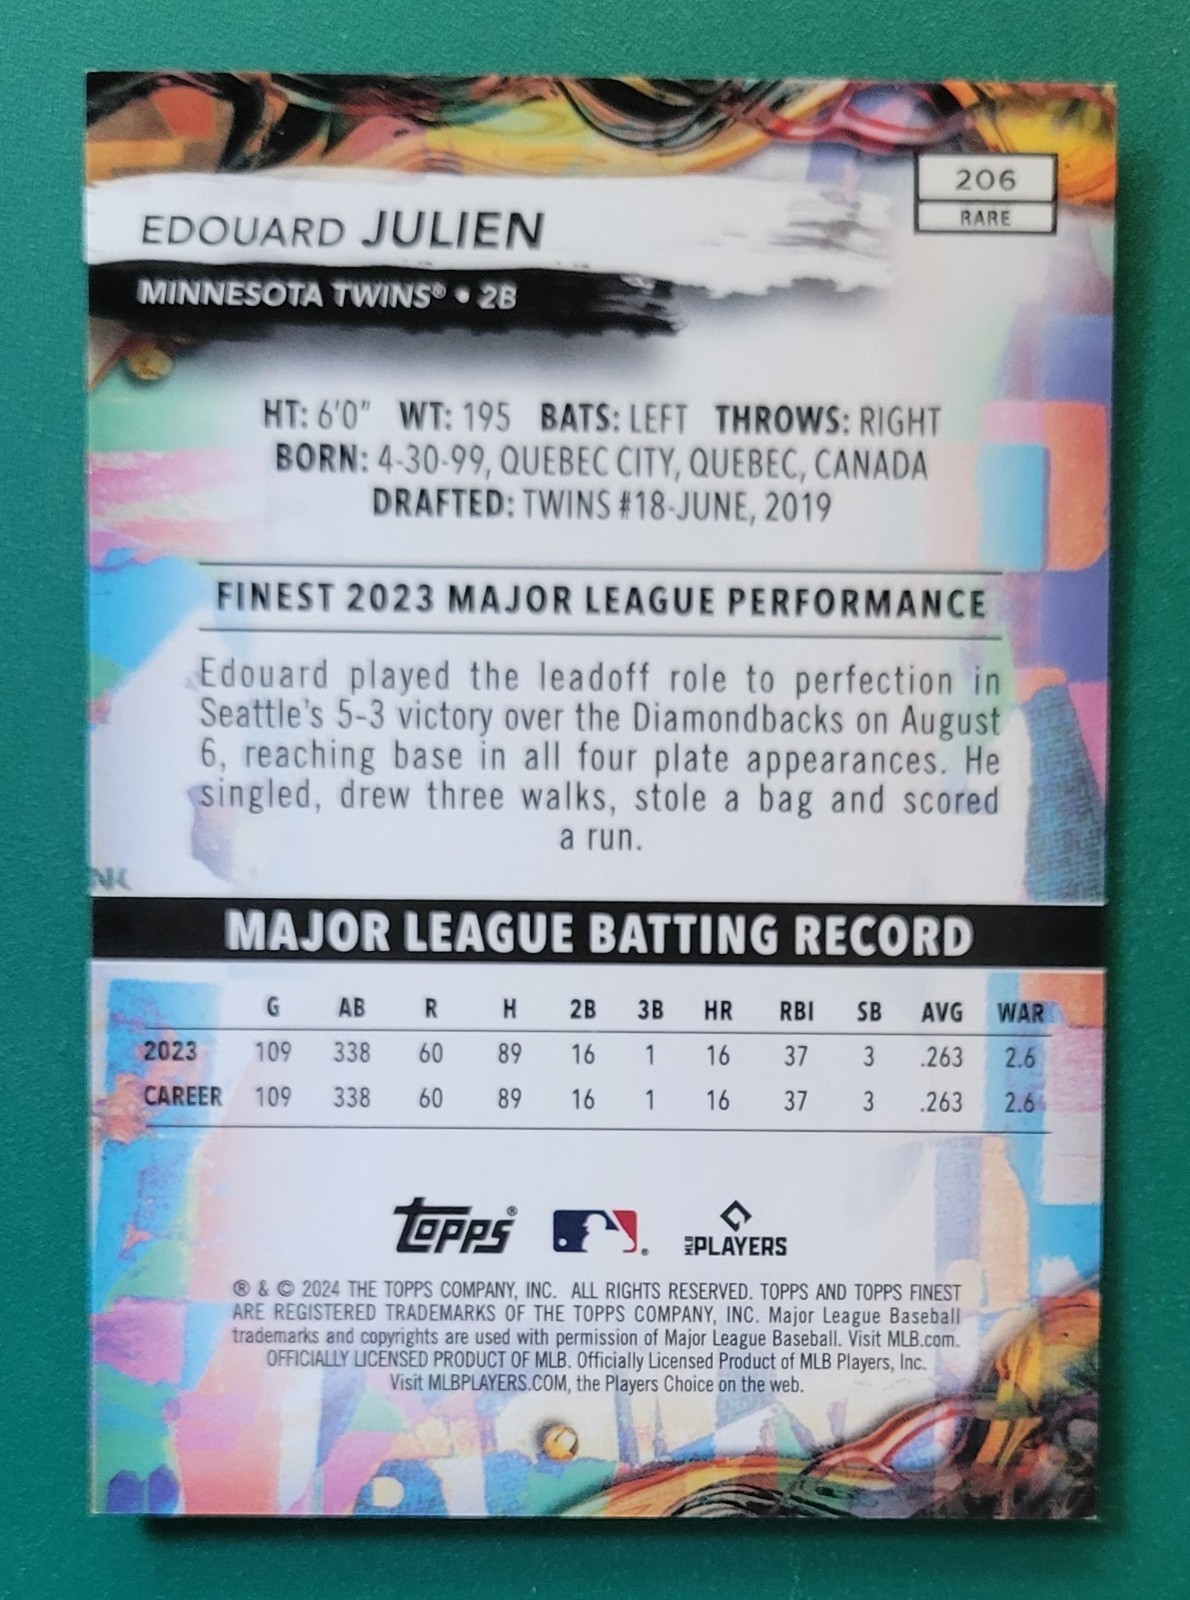 206
RARE
EDOUARD JULIEN
MINNESOTA TWINS® • 2B
HT: 6'0" WT: 195 BATS: LEFT THROWS: RIGHT
BORN: 4-30-99, QUEBEC CITY, QUEBEC, CANADA
DRAFTED: TWINS #18-JUNE, 2019
FINEST 2023 MAJOR LEAGUE PERFORMANCE
Edouard played the leadoff role to perfection in
Seattle's 5-3 victory over the Diamondbacks on August
6, reaching base in all four plate appearances. He
singled, drew three walks, stole a bag and scored
a run.
MAJOR LEAGUE BATTING RECORD
G AB R H 2B 3B HR RBI SB AVG WAR
2023 109 338 60 89 16 1 16 37 3 .263 2.6
CAREER 109 338 60 89 16 1 16 37 3 .263 2.6
Topps® ® MLB PLAYERS
® & © 2024 THE TOPPS COMPANY, INC. ALL RIGHTS RESERVED. TOPPS AND TOPPS FINEST
ARE REGISTERED TRADEMARKS OF THE TOPPS COMPANY, INC. Major League Baseball
trademarks and copyrights are used with permission of Major League Baseball. Visit MLB.com.
OFFICIALLY LICENSED PRODUCT OF MLB. Officially Licensed Product of MLB Players, Inc.
Visit MLBPLAYERS.COM, the Players Choice on the web.